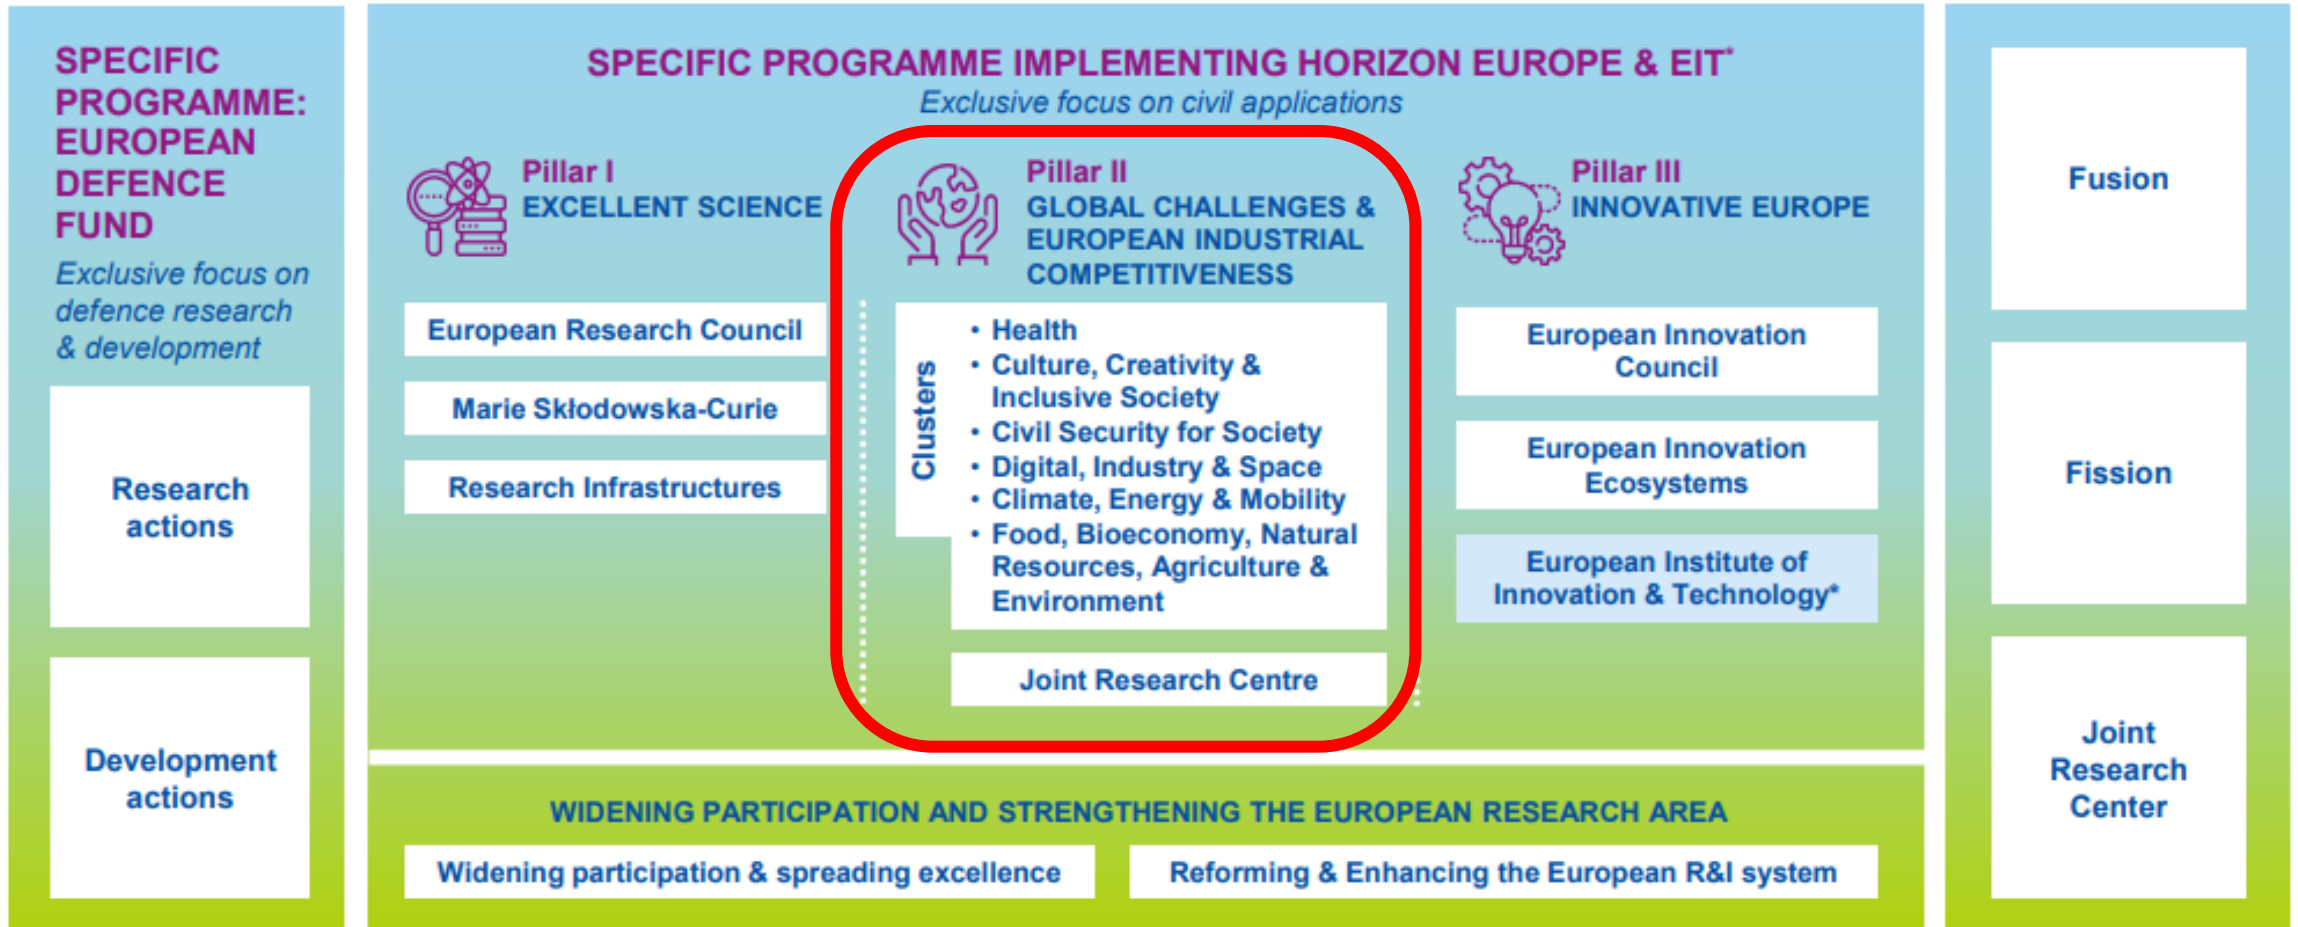 SPECIFIC
PROGRAMME:
EUROPEAN
DEFENCE
FUND
Exclusive focus on
defence research
& development
Research
actions
Development
actions
SPECIFIC PROGRAMME IMPLEMENTING HORIZON EUROPE & EIT*
Exclusive focus on civil applications
Pillar I
EXCELLENT SCIENCE
European Research Council
Marie Skłodowska-Curie
Research Infrastructures
Pillar II
GLOBAL CHALLENGES &
EUROPEAN INDUSTRIAL
COMPETITIVENESS
Clusters
• Health
• Culture, Creativity &
Inclusive Society
• Civil Security for Society
• Digital, Industry & Space
• Climate, Energy & Mobility
• Food, Bioeconomy, Natural
Resources, Agriculture &
Environment
Joint Research Centre
Pillar III
INNOVATIVE EUROPE
European Innovation
Council
European Innovation
Ecosystems
European Institute of
Innovation & Technology*
WIDENING PARTICIPATION AND STRENGTHENING THE EUROPEAN RESEARCH AREA
Widening participation & spreading excellence
Reforming & Enhancing the European R&I system
Fusion
Fission
Joint
Research
Center